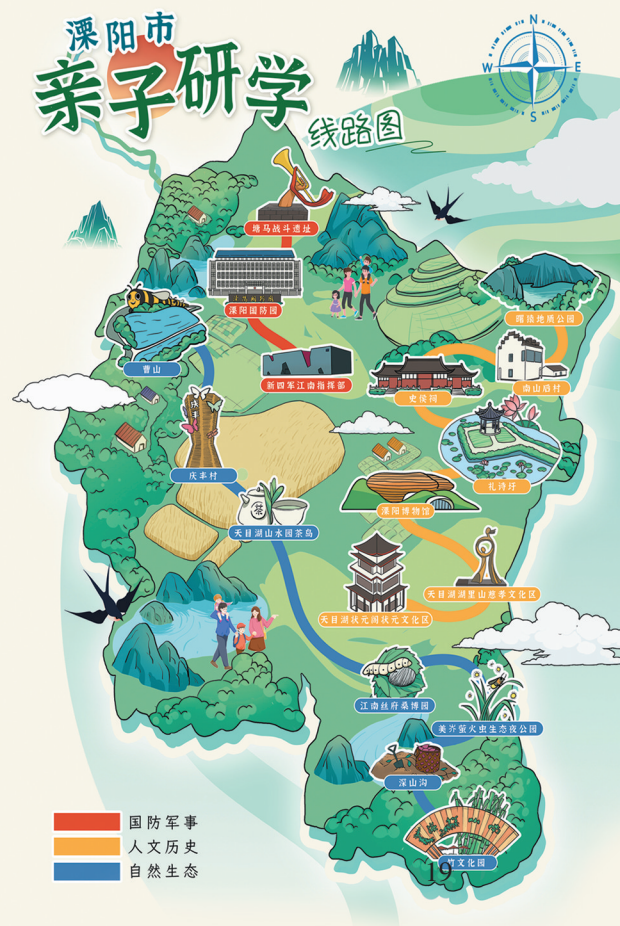 溧阳市
亲子研学
线路图
N
W
E
S
塘马战斗遗址
溧阳国防园
曹山
新四军江南指挥部
瞿頂地质公园
史侯祠
南山后村
庆丰村
礼诗圩
茶
天目湖山水园茶岛
溧阳博物馆
天目湖状元阁状元文化区
天目湖湖里山慈孝文化区
江南丝府桑博园
美岕萤火虫生态夜公园
深山沟
竹文化园
国防军事
人文历史
自然生态
19